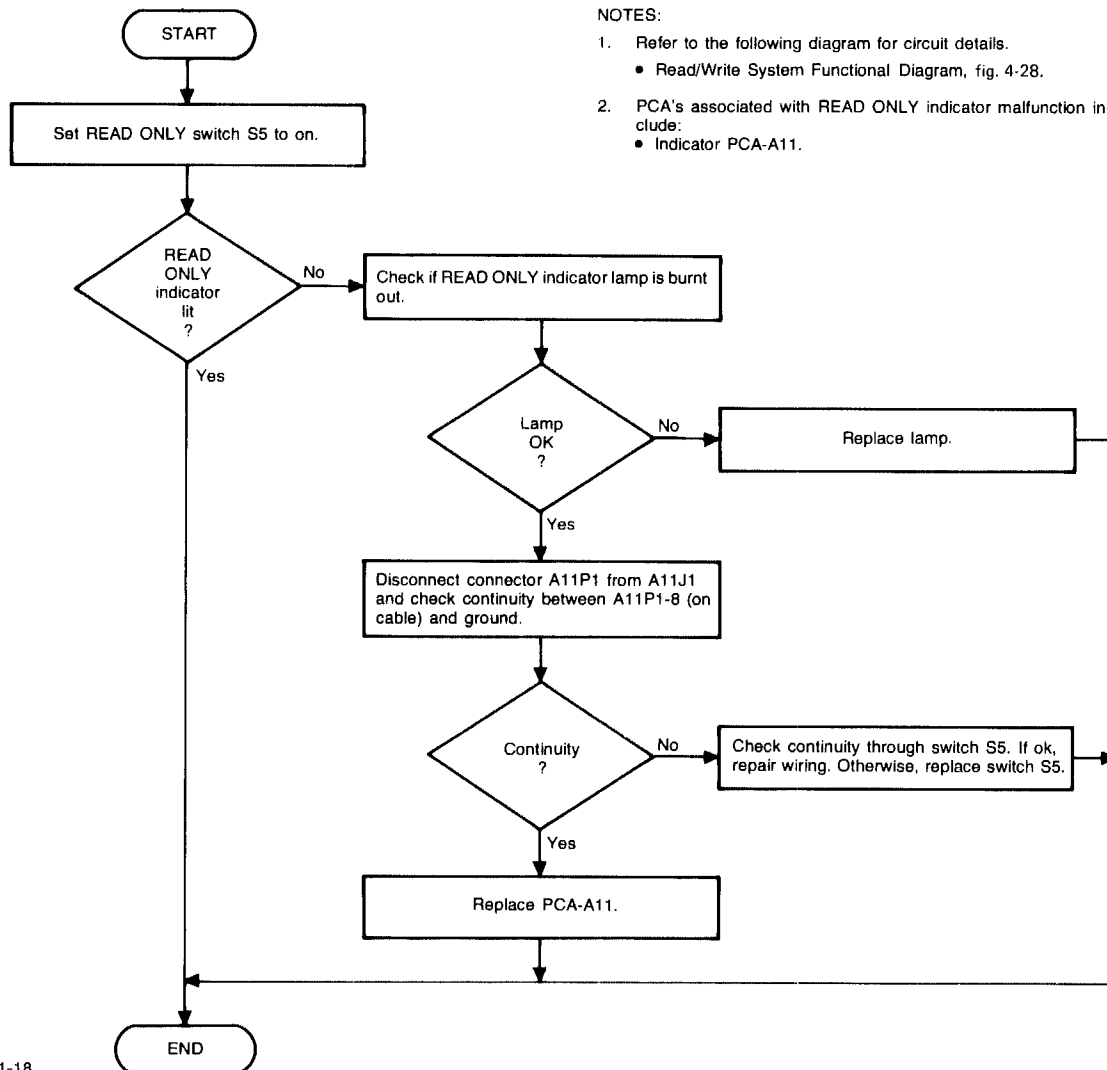 START
NOTES:
1. Refer to the following diagram for circuit details.
• Read/Write System Functional Diagram, fig. 4-28.
2. PCA's associated with READ ONLY indicator malfunction in-
clude:
• Indicator PCA-A11.
Set READ ONLY switch S5 to on.
READ
ONLY
indicator
lit
?
No
Yes
Check if READ ONLY indicator lamp is burnt
out.
Lamp
OK
?
No
Replace lamp.
Yes
Disconnect connector A11P1 from A11J1
and check continuity between A11P1-8 (on
cable) and ground.
Continuity
?
No
Check continuity through switch S5. If ok,
repair wiring. Otherwise, replace switch S5.
Yes
Replace PCA-A11.
END
1-18